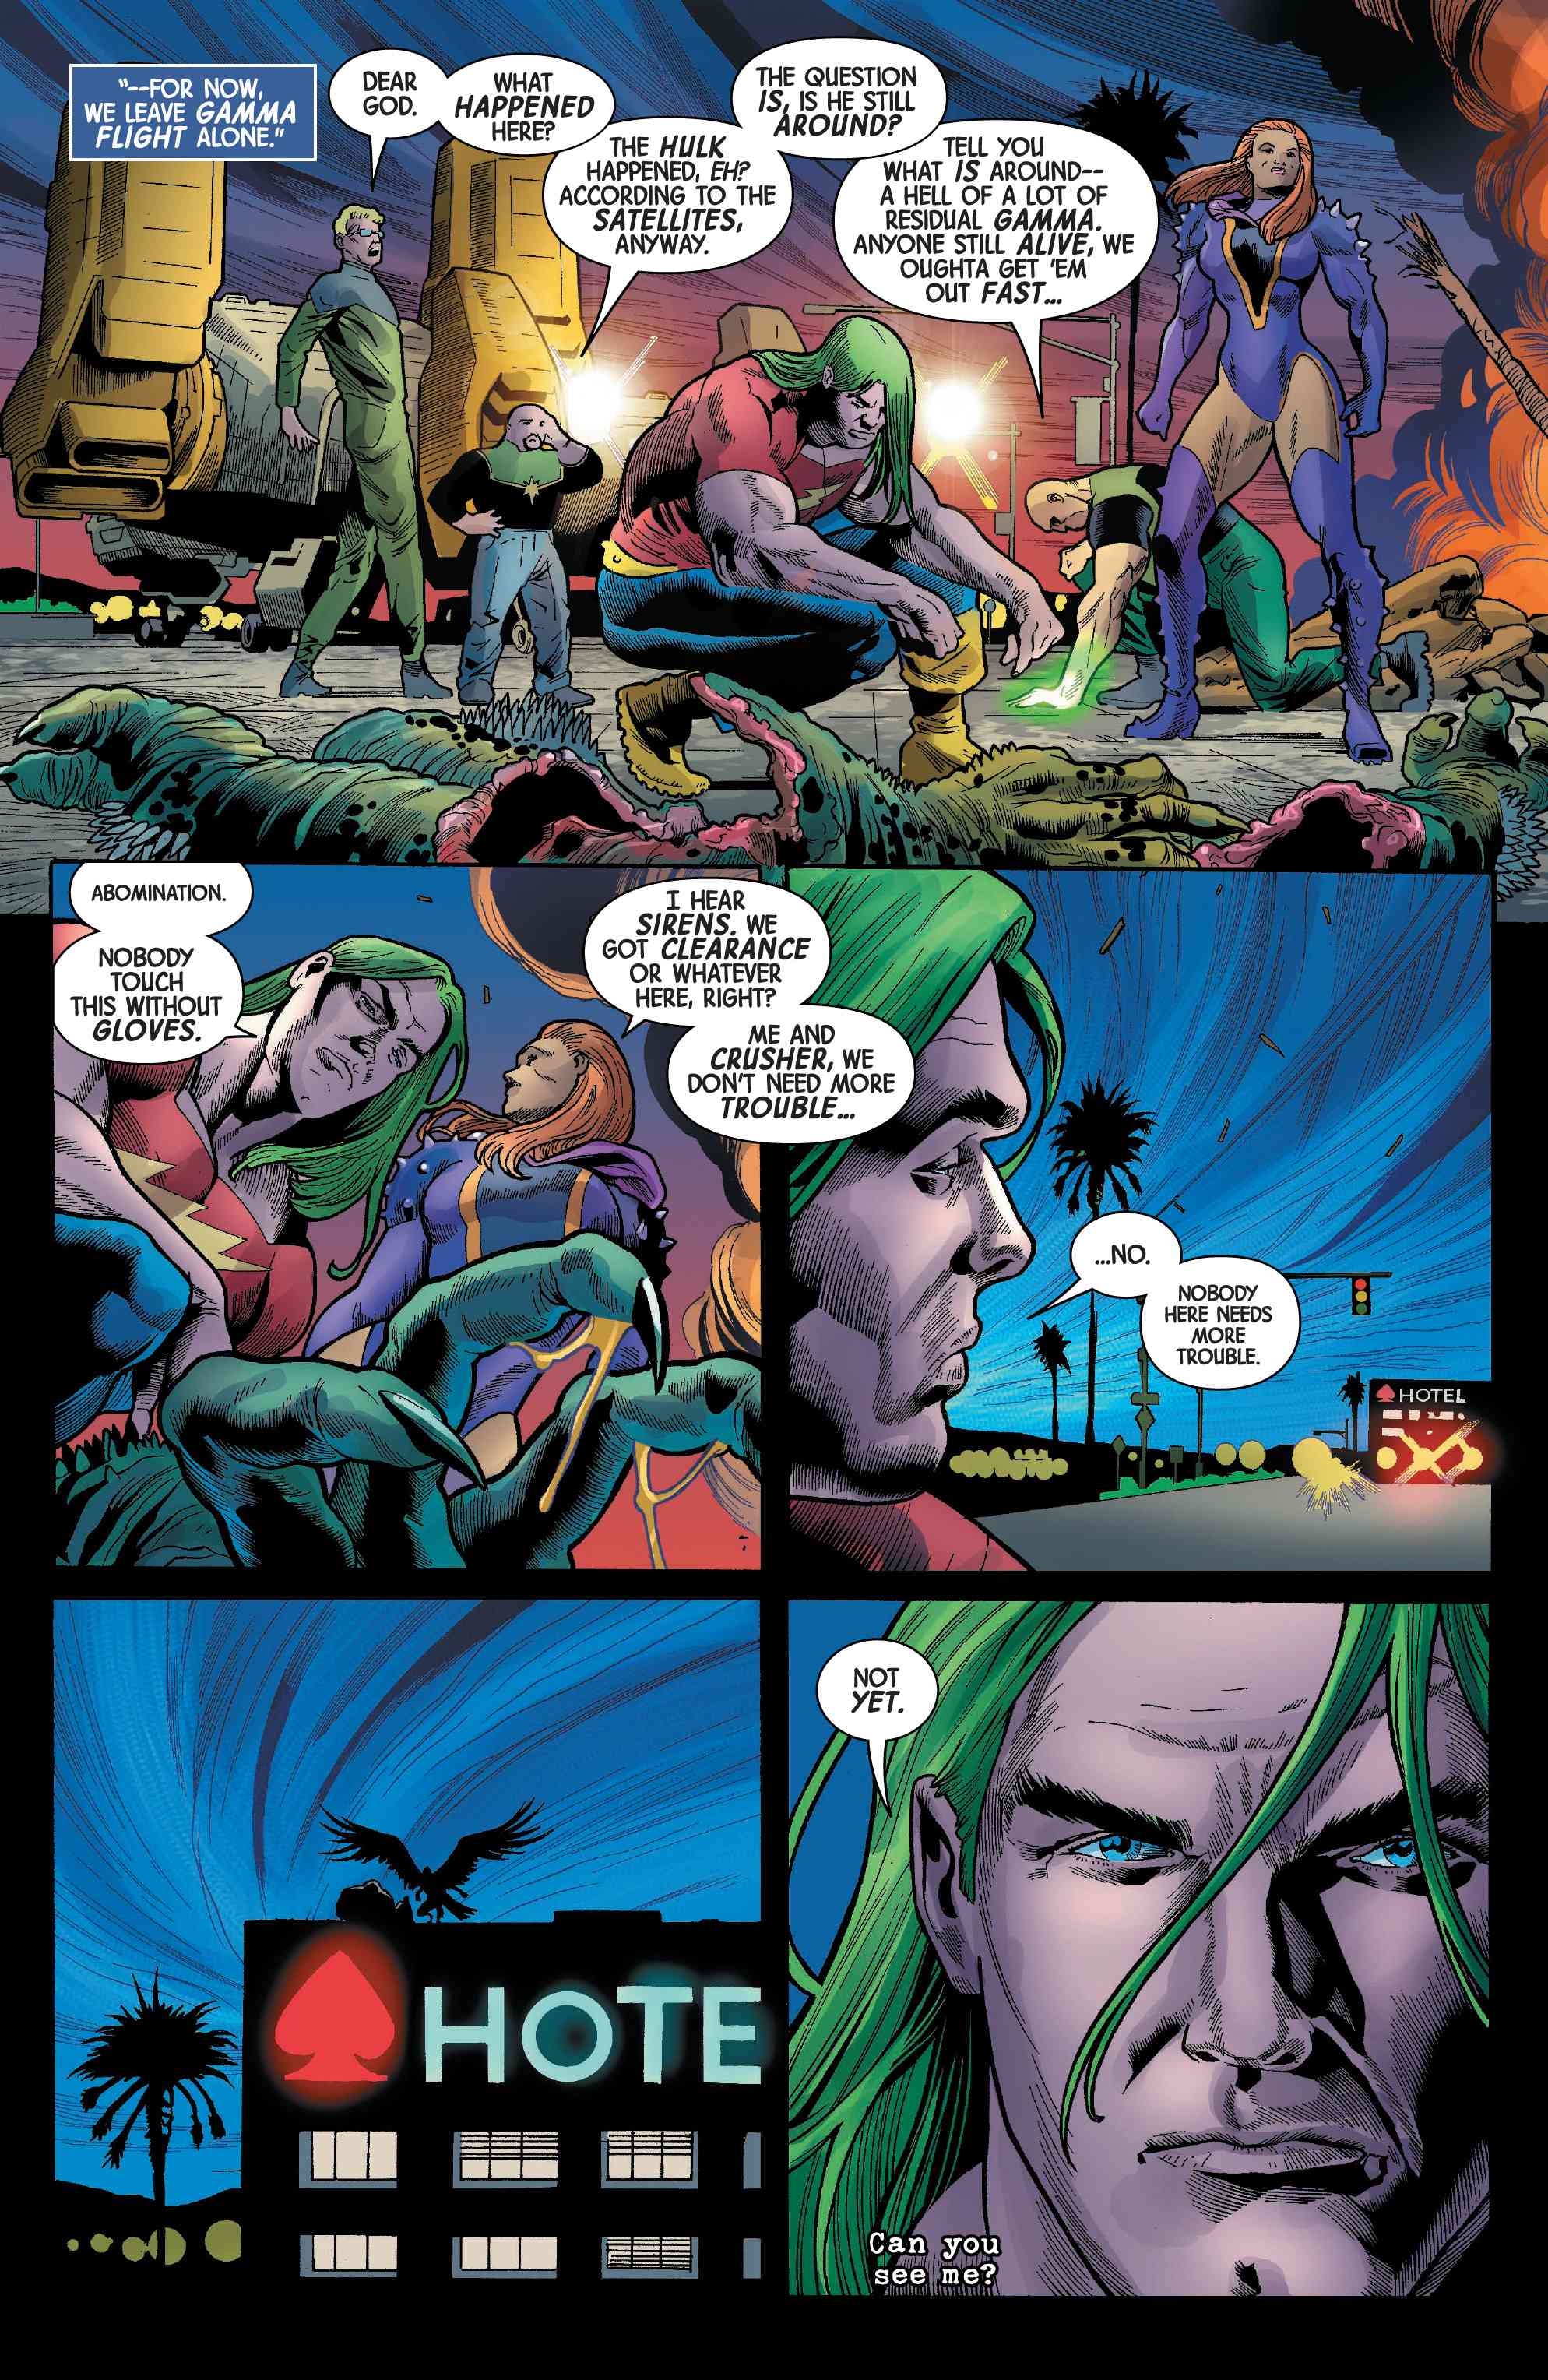 "--FOR NOW,
WE LEAVE GAMMA
FLIGHT ALONE."
DEAR
GOD.
WHAT
HAPPENED
HERE?
THE HULK
HAPPENED, EH?
ACCORDING TO THE
SATELLITES,
ANYWAY.
THE QUESTION
IS, IS HE STILL
AROUND?
TELL YOU
WHAT IS AROUND--
A HELL OF A LOT OF
RESIDUAL GAMMA.
ANYONE STILL ALIVE, WE
OUGHTA GET 'EM
OUT FAST...
ABOMINATION.
NOBODY
TOUCH
THIS WITHOUT
GLOVES.
I HEAR
SIRENS. WE
GOT CLEARANCE
OR WHATEVER
HERE, RIGHT?
ME AND
CRUSHER, WE
DON'T NEED MORE
TROUBLE...
...NO.
NOBODY
HERE NEEDS
MORE
TROUBLE.
HOTEL
HOTE
NOT
YET.
Can you
see me?